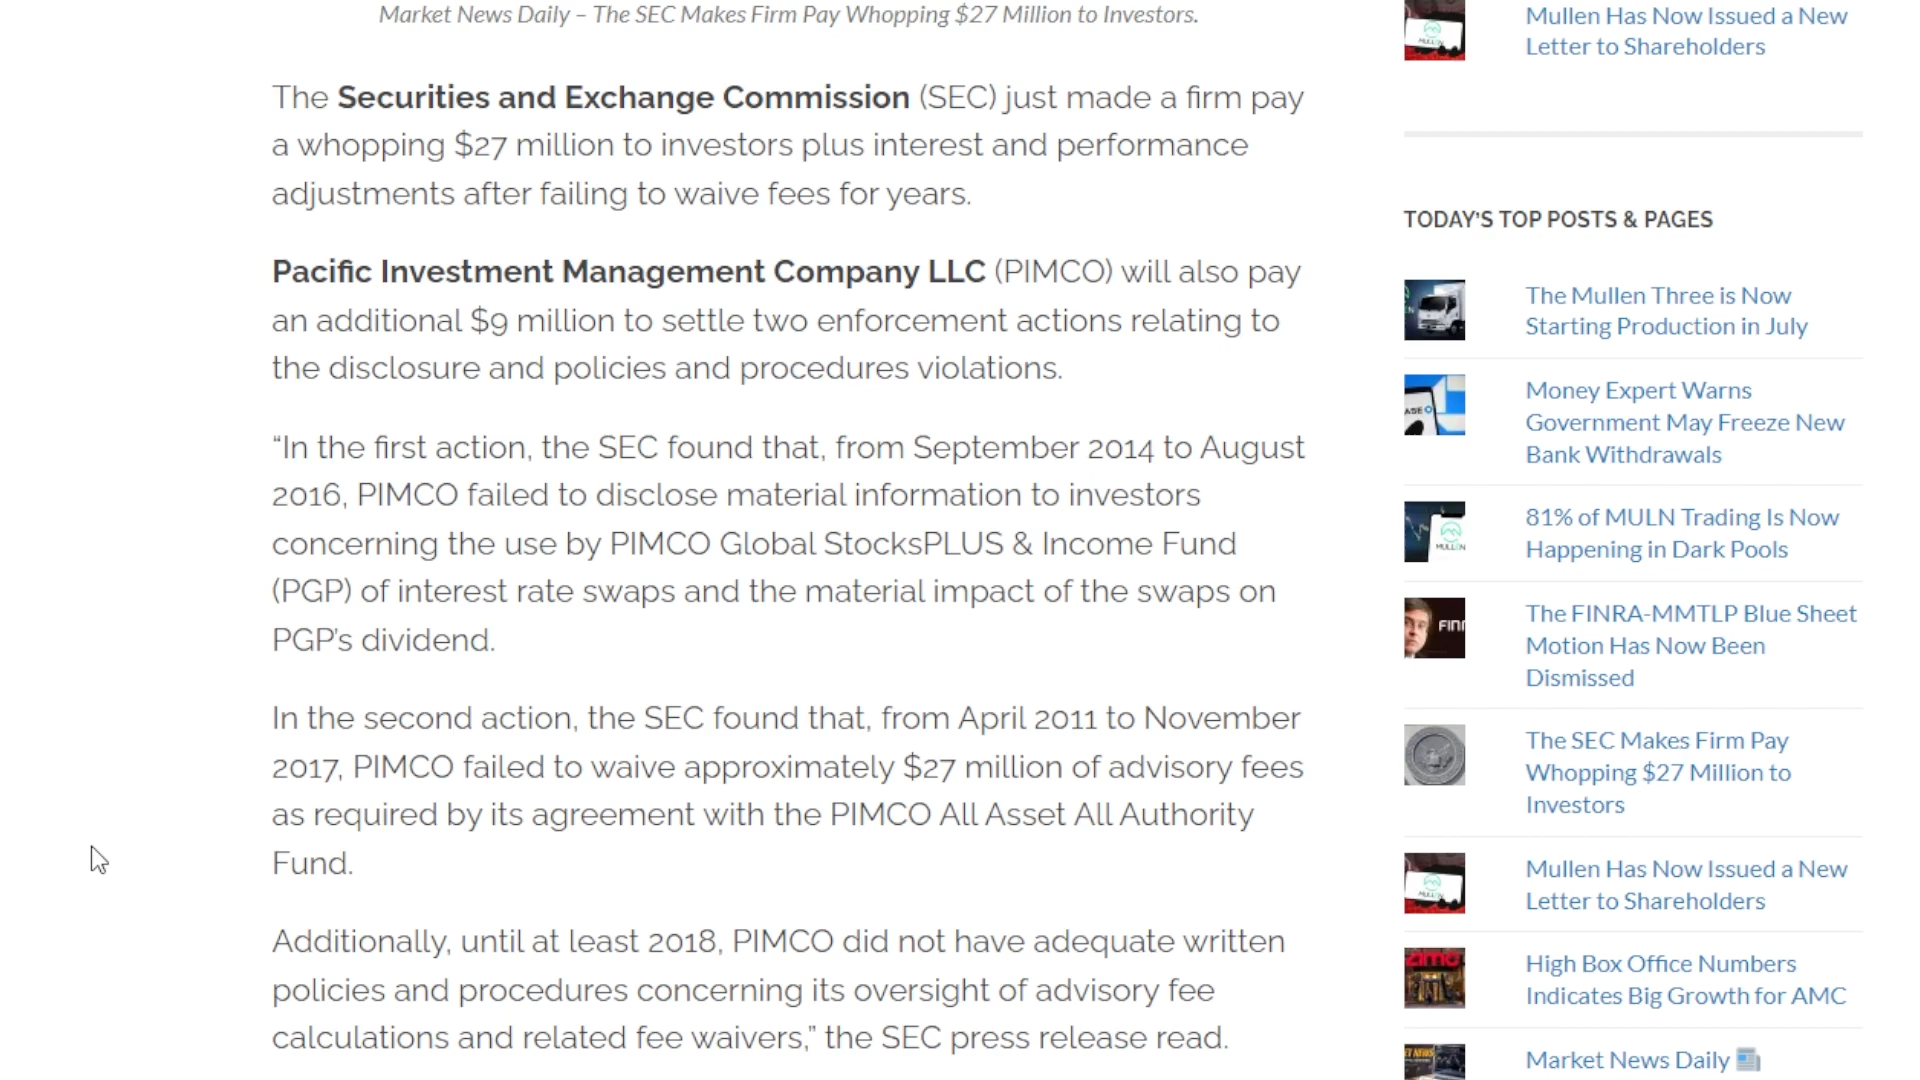 Market News Daily – The SEC Makes Firm Pay Whopping $27 Million to Investors.
The Securities and Exchange Commission (SEC) just made a firm pay
a whopping $27 million to investors plus interest and performance
adjustments after failing to waive fees for years.
Pacific Investment Management Company LLC (PIMCO) will also pay
an additional $9 million to settle two enforcement actions relating to
the disclosure and policies and procedures violations.
“In the first action, the SEC found that, from September 2014 to August
2016, PIMCO failed to disclose material information to investors
concerning the use by PIMCO Global StocksPLUS & Income Fund
(PGP) of interest rate swaps and the material impact of the swaps on
PGP’s dividend.
In the second action, the SEC found that, from April 2011 to November
2017, PIMCO failed to waive approximately $27 million of advisory fees
as required by its agreement with the PIMCO All Asset All Authority
Fund.
Additionally, until at least 2018, PIMCO did not have adequate written
policies and procedures concerning its oversight of advisory fee
calculations and related fee waivers,” the SEC press release read.
Mullen Has Now Issued a New
Letter to Shareholders
TODAY’S TOP POSTS & PAGES
The Mullen Three is Now
Starting Production in July
Money Expert Warns
Government May Freeze New
Bank Withdrawals
81% of MULN Trading Is Now
Happening in Dark Pools
The FINRA-MMTLP Blue Sheet
Motion Has Now Been
Dismissed
The SEC Makes Firm Pay
Whopping $27 Million to
Investors
Mullen Has Now Issued a New
Letter to Shareholders
High Box Office Numbers
Indicates Big Growth for AMC
Market News Daily